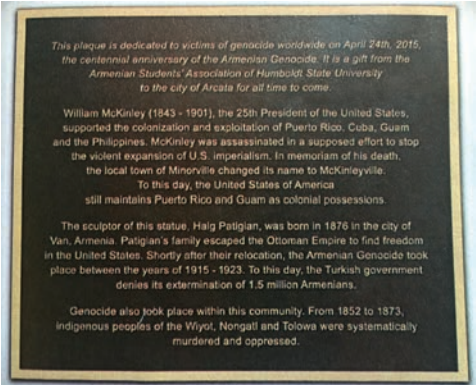 This plaque is dedicated to victims of genocide worldwide on April 24th, 2015,
the centennial anniversary of the Armenian Genocide. It is a gift from the
Armenian Students' Association of Humboldt State University
to the city of Arcata for all time to come.
William McKinley (1843 - 1901), the 25th President of the United States,
supported the colonization and exploitation of Puerto Rico, Cuba, Guam
and the Philippines. McKinley was assassinated in a supposed effort to stop
the violent expansion of U.S. imperialism. In memoriam of his death,
the local town of Minorville changed its name to McKinleyville.
To this day, the United States of America
still maintains Puerto Rico and Guam as colonial possessions.
The sculptor of this statue, Haig Patigian, was born in 1876 in the city of
Van, Armenia. Patigian's family escaped the Ottoman Empire to find freedom
in the United States. Shortly after their relocation, the Armenian Genocide took
place between the years of 1915 - 1923. To this day, the Turkish government
denies its extermination of 1.5 million Armenians.
Genocide also took place within this community. From 1852 to 1873,
indigenous peoples of the Wiyot, Nongatl and Tolowa were systematically
murdered and oppressed.